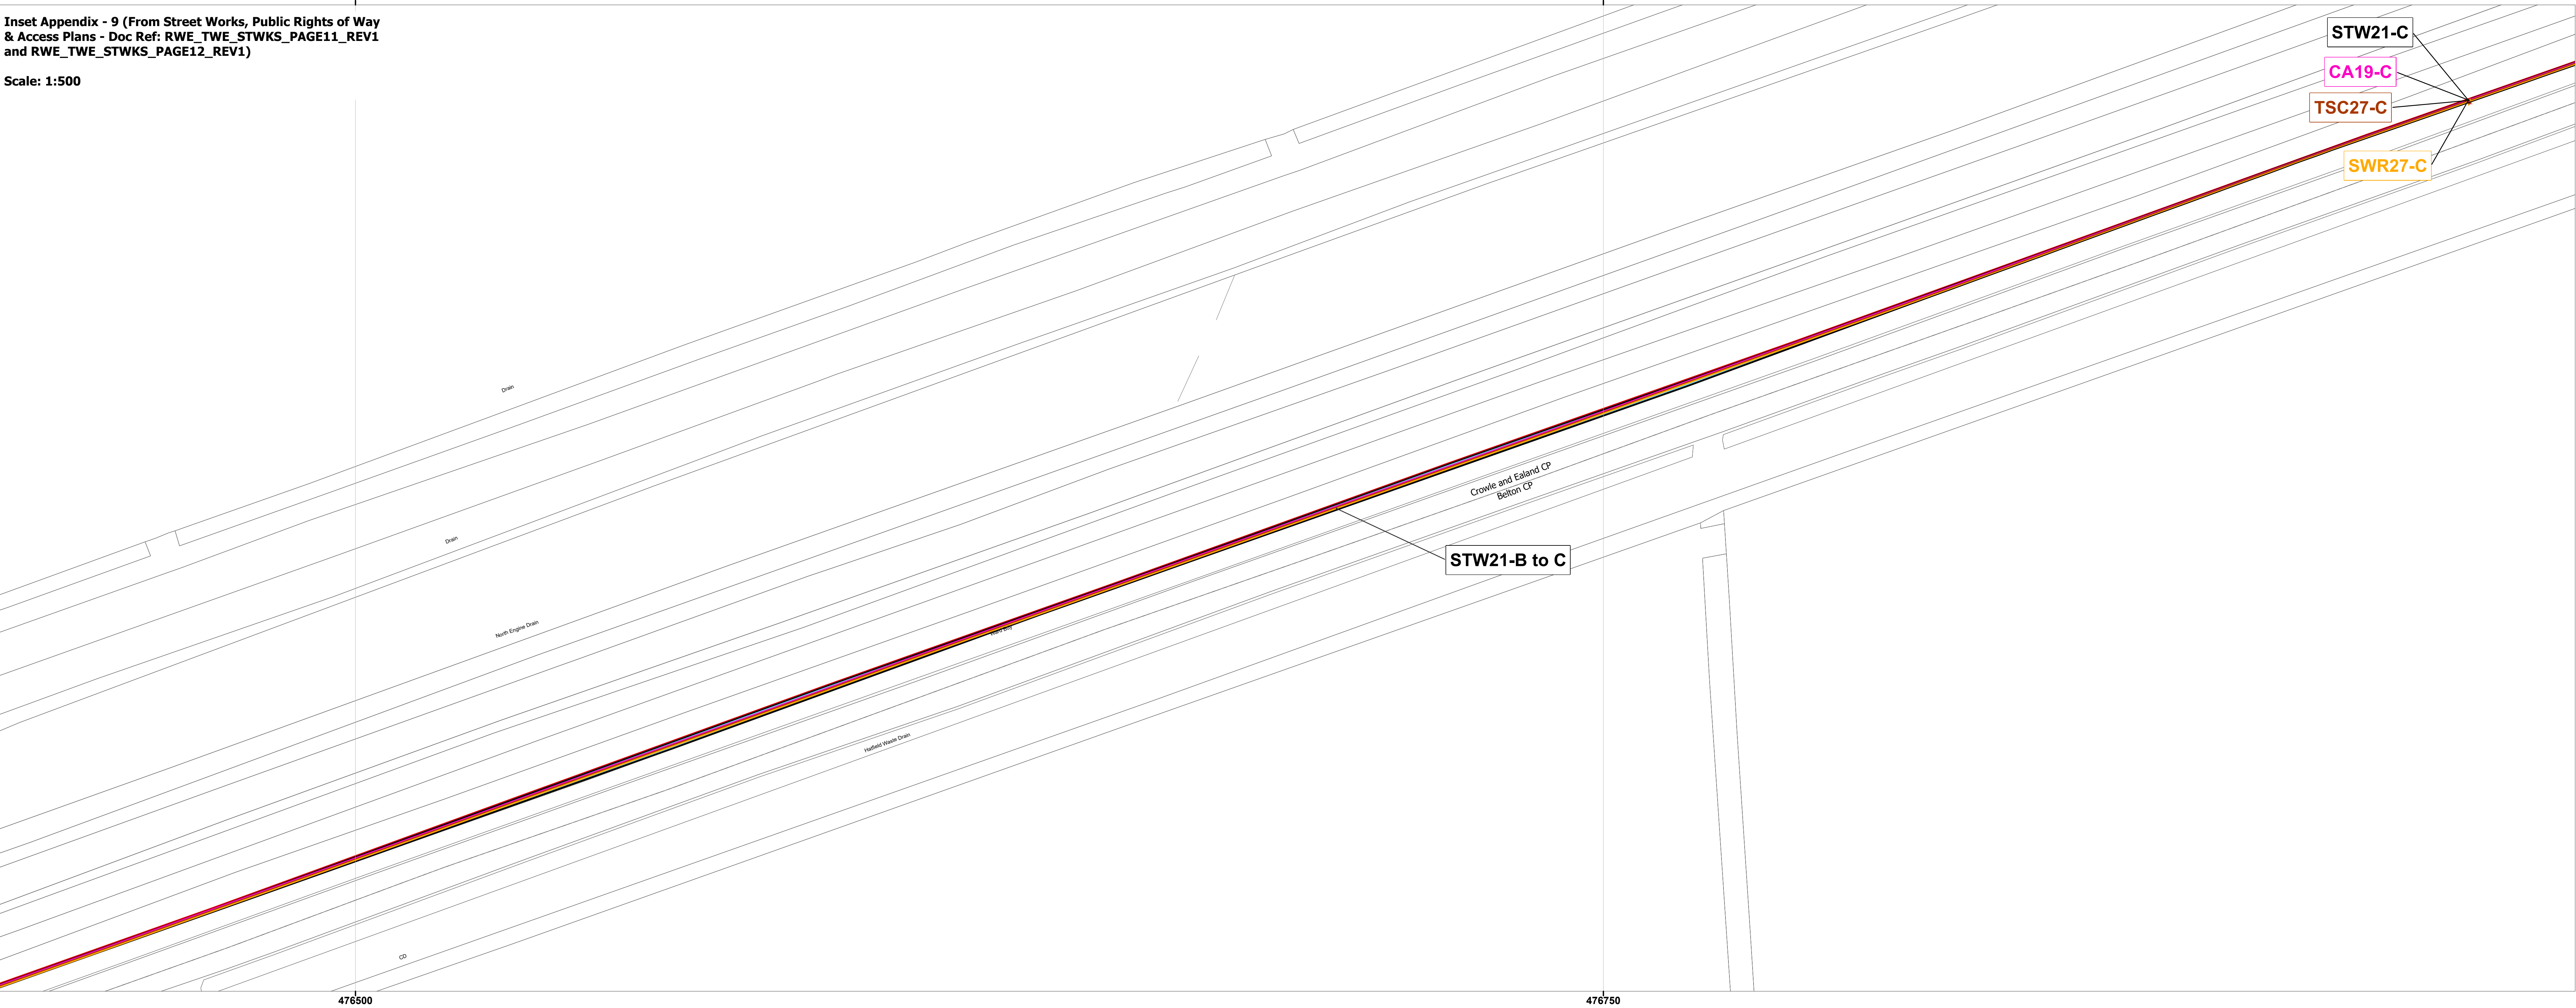 Inset Appendix - 9 (From Street Works, Public Rights of Way
& Access Plans - Doc Ref: RWE_TWE_STWKS_PAGE11_REV1
and RWE_TWE_STWKS_PAGE12_REV1)
Scale: 1:500
STW21-C
CA19-C
TSC27-C
SWR27-C
Drain
Drain
Crowle and Ealand CP
Belton CP
STW21-B to C
North Engine Drain
Hatfield Waste Drain
CD
476500
476750